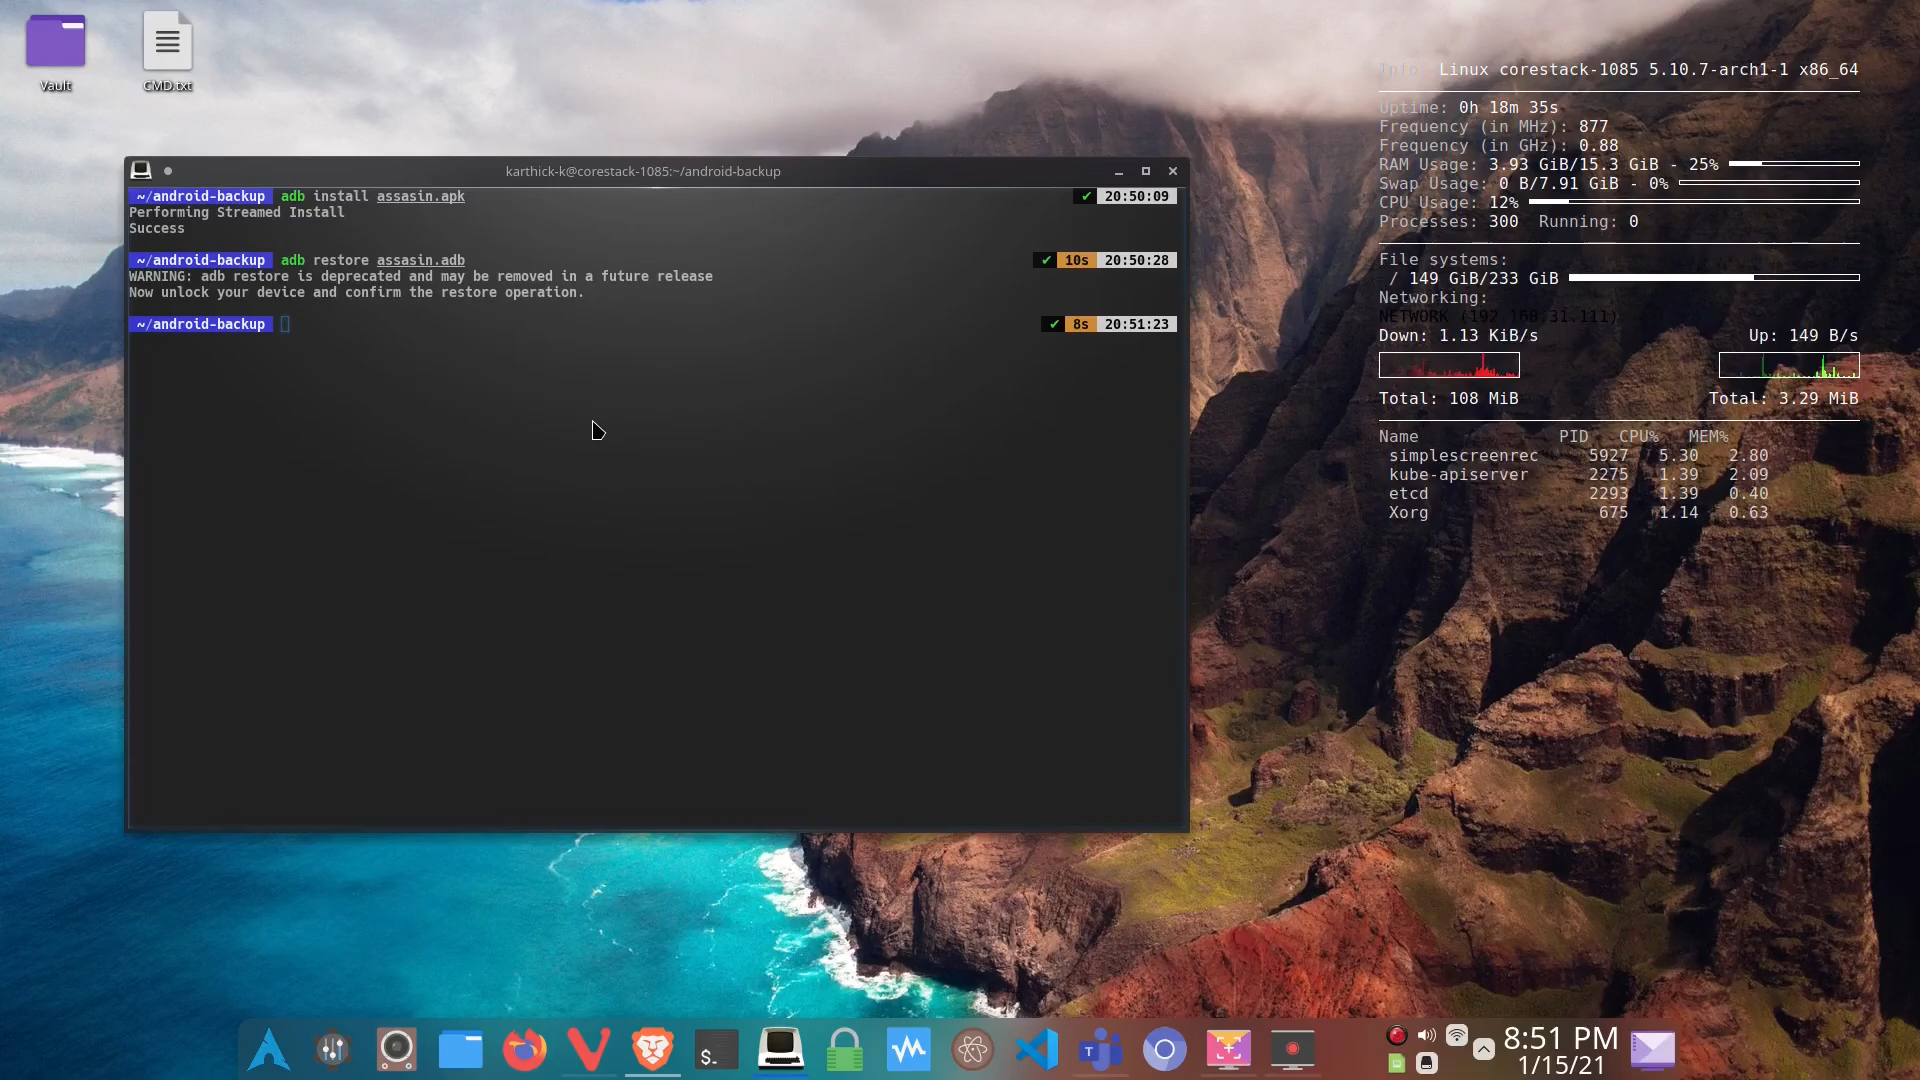 Vault
CMD.txt
karthick-k@corestack-1085:~/android-backup
~/android-backup adb install assasin.apk ✔ 20:50:09
Performing Streamed Install
Success
~/android-backup adb restore assasin.adb ✔ 10s 20:50:28
WARNING: adb restore is deprecated and may be removed in a future release
Now unlock your device and confirm the restore operation.
~/android-backup ✔ 8s 20:51:23
Info: Linux corestack-1085 5.10.7-arch1-1 x86_64
Uptime: 0h 18m 35s
Frequency (in MHz): 877
Frequency (in GHz): 0.88
RAM Usage: 3.93 GiB/15.3 GiB - 25%
Swap Usage: 0 B/7.91 GiB - 0%
CPU Usage: 12%
Processes: 300 Running: 0
File systems:
/ 149 GiB/233 GiB
Networking:
NETWORK (192.168.31.111)
Down: 1.13 KiB/s Up: 149 B/s
Total: 108 MiB Total: 3.29 MiB
Name PID CPU% MEM%
simplescreenrec 5927 5.30 2.80
kube-apiserver 2275 1.39 2.09
etcd 2293 1.39 0.40
Xorg 675 1.14 0.63
$_
T
8:51 PM
1/15/21